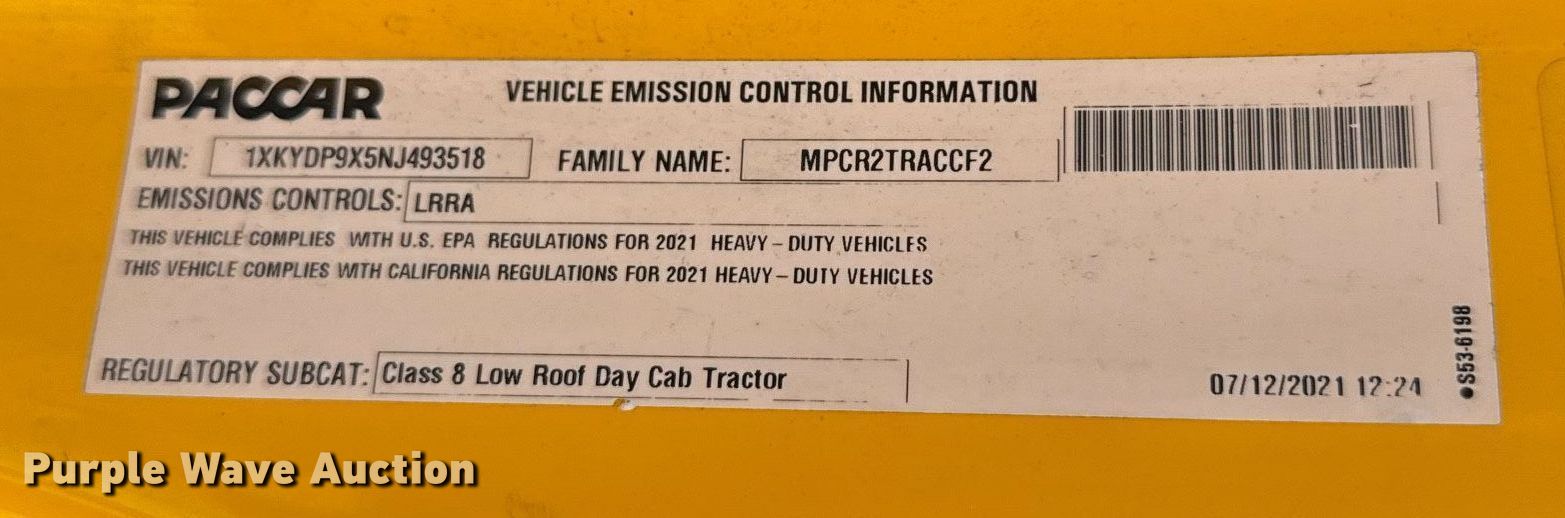 PACCAR VEHICLE EMISSION CONTROL INFORMATION
VIN: 1XKYDP9X5NJ493518 FAMILY NAME: MPCR2TRACCF2
EMISSIONS CONTROLS: LRRA
THIS VEHICLE COMPLIES WITH U.S. EPA REGULATIONS FOR 2021 HEAVY-DUTY VEHICLES
THIS VEHICLE COMPLIES WITH CALIFORNIA REGULATIONS FOR 2021 HEAVY-DUTY VEHICLES
REGULATORY SUBCAT: Class 8 Low Roof Day Cab Tractor
07/12/2021 12:24
●S53-6198
Purple Wave Auction